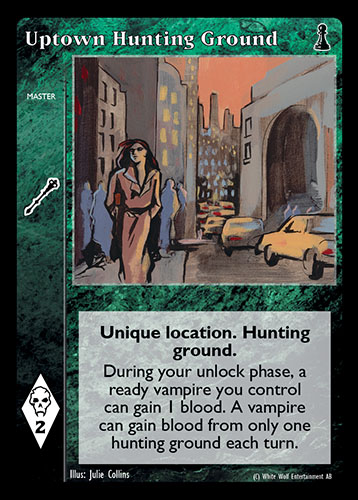 Uptown Hunting Ground
MASTER
Unique location. Hunting
ground.
During your unlock phase, a
ready vampire you control
can gain 1 blood. A vampire
can gain blood from only one
hunting ground each turn.
2
Illus: Julie Collins
(C) White Wolf Entertainment AB